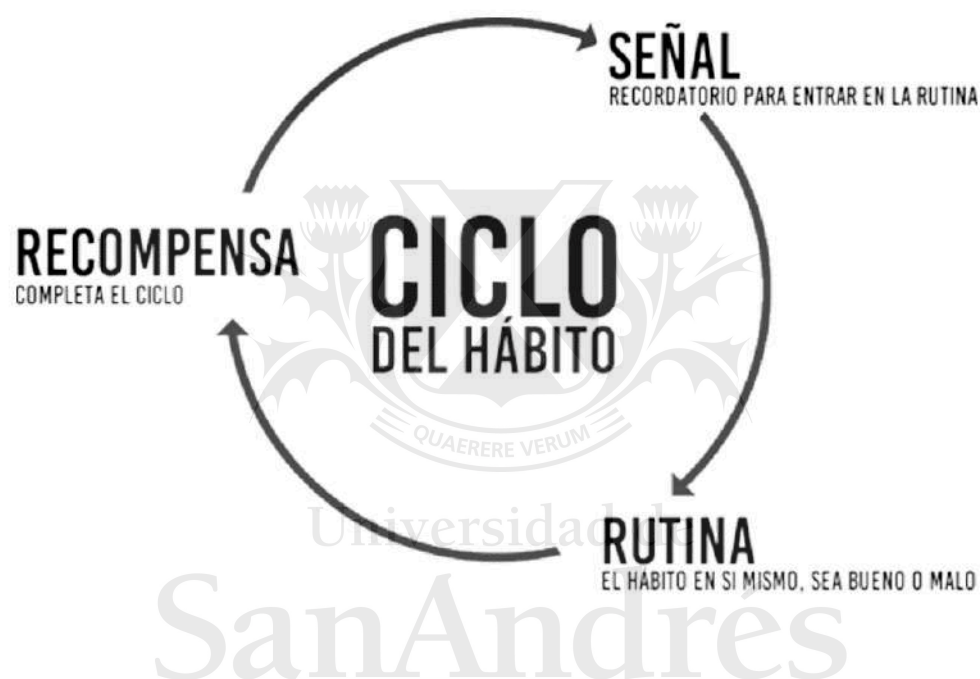 SEÑAL
RECORDATORIO PARA ENTRAR EN LA RUTINA
RECOMPENSA
COMPLETA EL CICLO
CICLO
DEL HÁBITO
QUAERERE VERUM
Universidad de
RUTINA
EL HÁBITO EN SI MISMO, SEA BUENO O MALO
SanAndrés